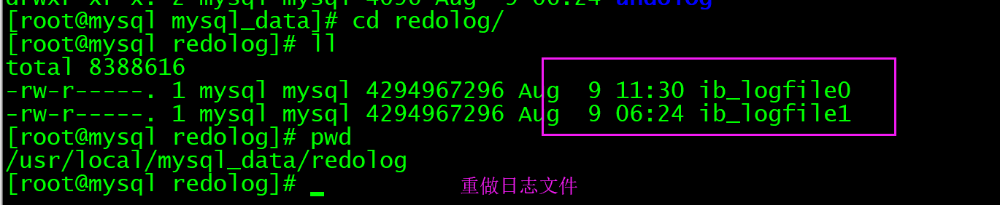 drwxr-xr-x. 2 mysql mysql 4096 Aug  9 06:24 undolog
[root@mysql mysql_data]# cd redolog/
[root@mysql redolog]# ll
total 8388616
-rw-r-----. 1 mysql mysql 4294967296 Aug  9 11:30 ib_logfile0
-rw-r-----. 1 mysql mysql 4294967296 Aug  9 06:24 ib_logfile1
[root@mysql redolog]# pwd
/usr/local/mysql_data/redolog
[root@mysql redolog]#
重做日志文件